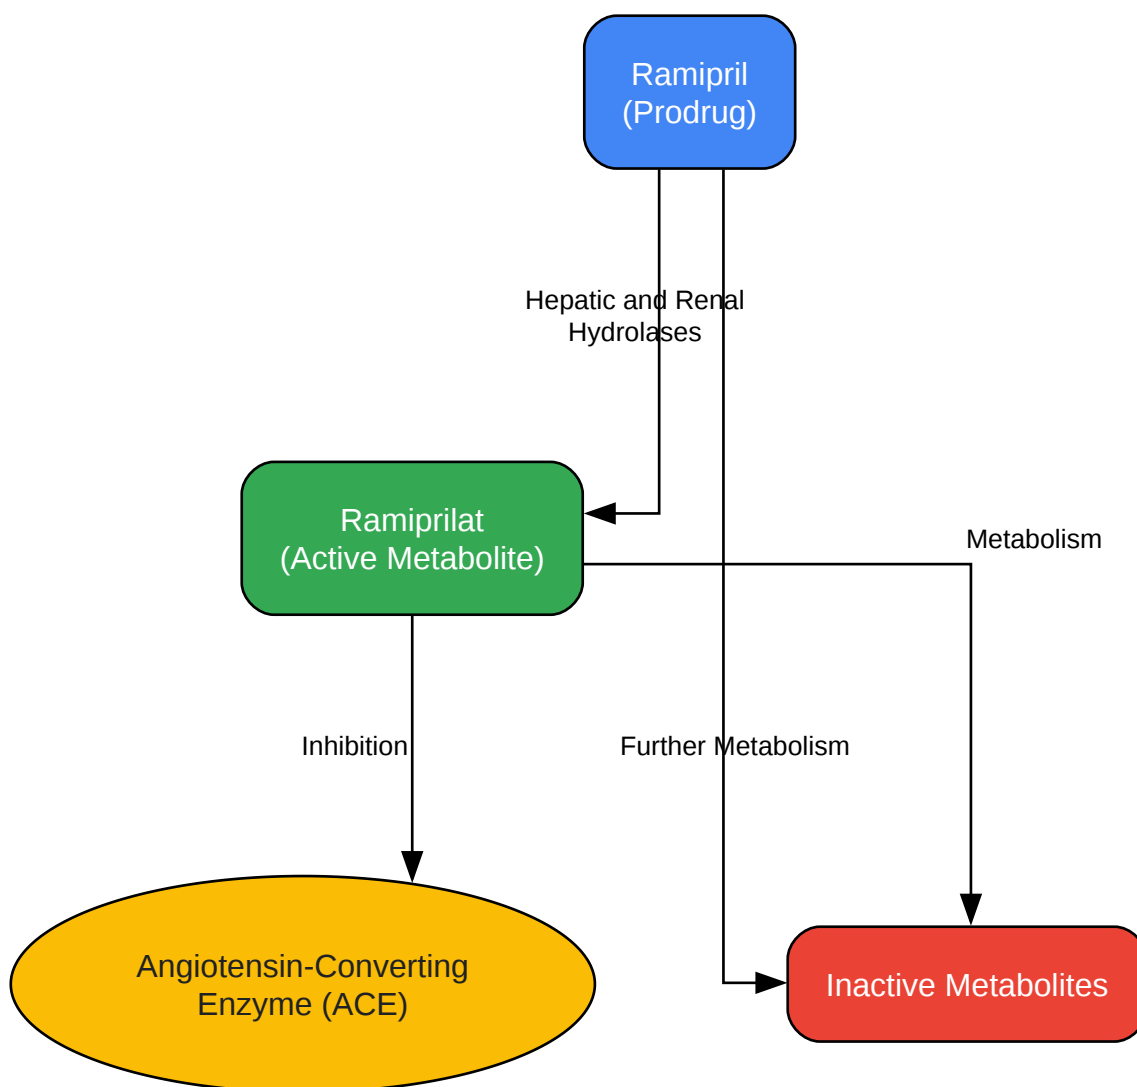 Ramipril
(Prodrug)
Hepatic and Renal
Hydrolases
Ramiprilat
(Active Metabolite)
Metabolism
Inhibition
Further Metabolism
Angiotensin-Converting
Enzyme (ACE)
Inactive Metabolites